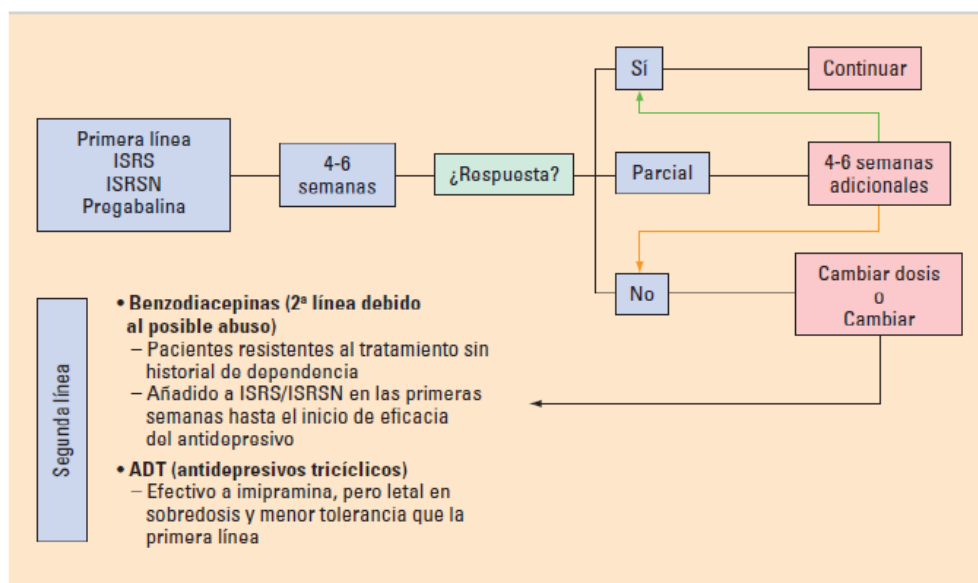 Primera línea
ISRS
ISRSN
Pregabalina
4-6
semanas
¿Respuesta?
Sí
Continuar
Parcial
4-6 semanas
adicionales
No
Cambiar dosis
o
Cambiar
Segunda línea
• Benzodiacepinas (2ª línea debido
al posible abuso)
– Pacientes resistentes al tratamiento sin
historial de dependencia
– Añadido a ISRS/ISRSN en las primeras
semanas hasta el inicio de eficacia
del antidepresivo
• ADT (antidepresivos tricíclicos)
– Efectivo a imipramina, pero letal en
sobredosis y menor tolerancia que la
primera línea